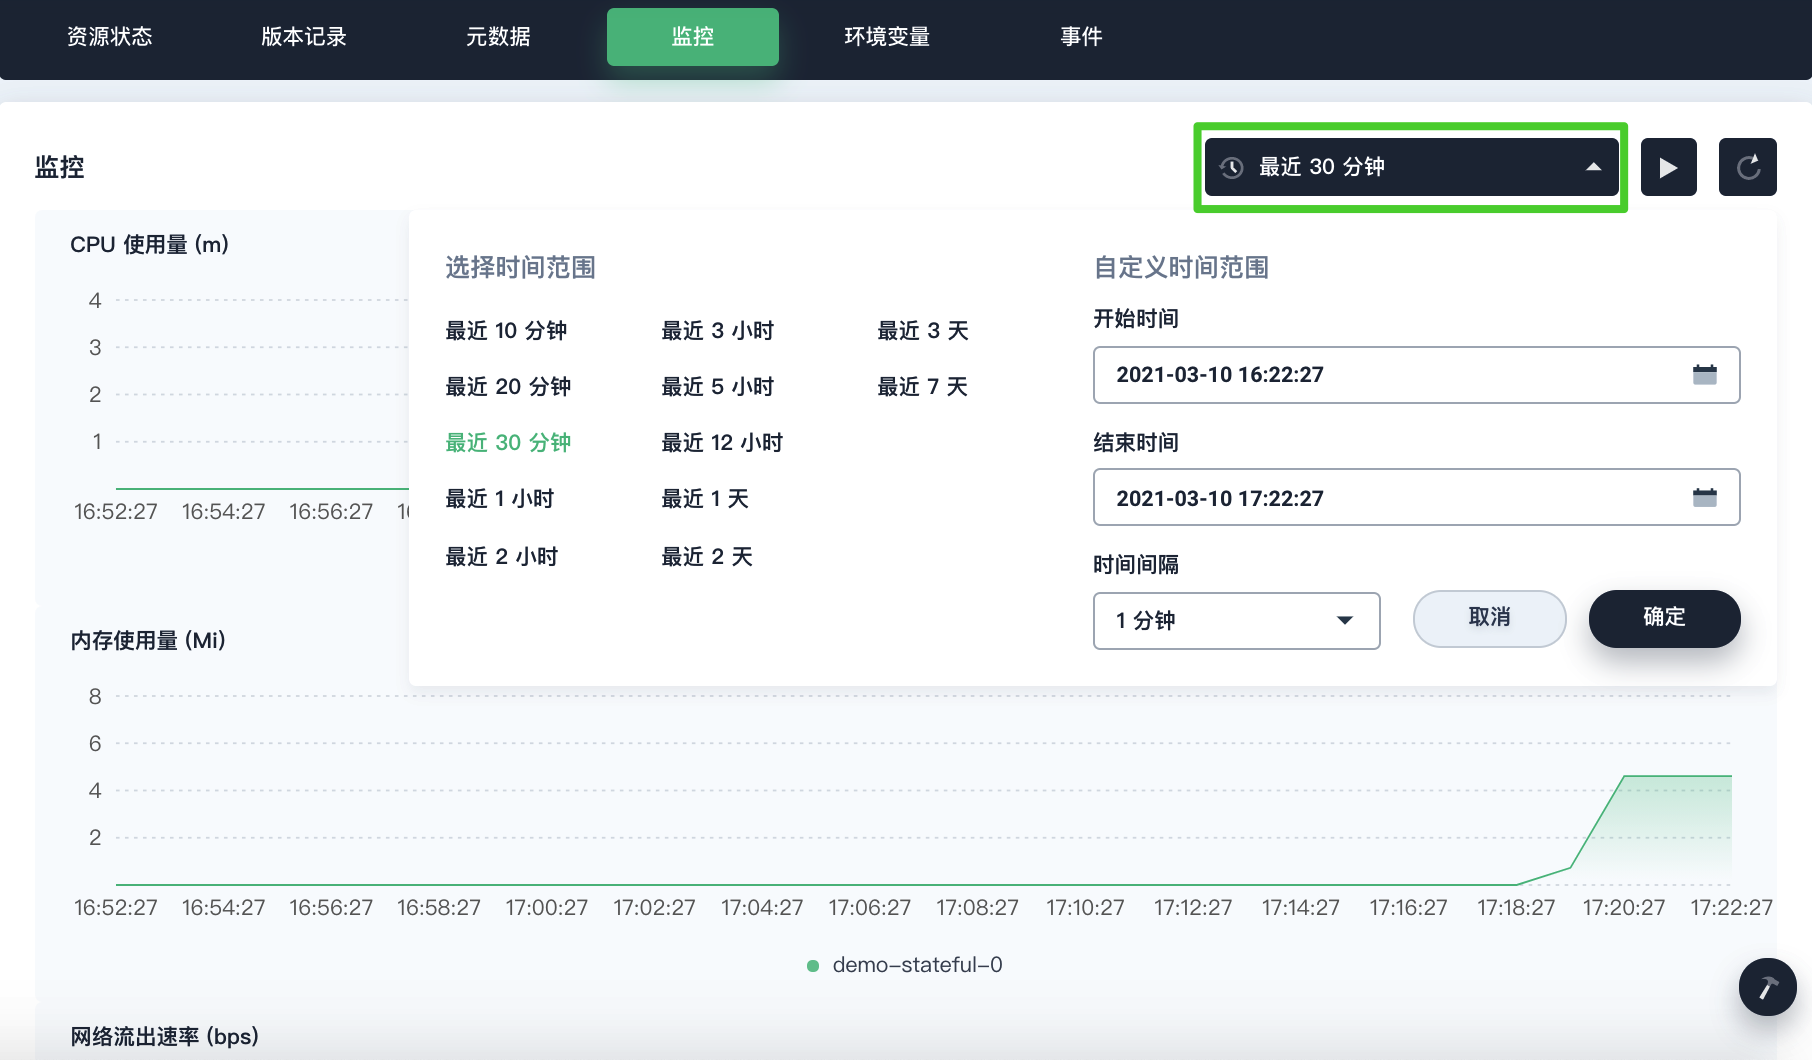 资源状态 版本记录 元数据 监控 环境变量 事件
监控
最近 30 分钟
CPU 使用量 (m)
4
3
2
1
16:52:27 16:54:27 16:56:27
选择时间范围
最近 10 分钟 最近 3 小时 最近 3 天
最近 20 分钟 最近 5 小时 最近 7 天
最近 30 分钟 最近 12 小时
最近 1 小时 最近 1 天
最近 2 小时 最近 2 天
自定义时间范围
开始时间
2021-03-10 16:22:27
结束时间
2021-03-10 17:22:27
时间间隔
1 分钟 取消 确定
内存使用量 (Mi)
8
6
4
2
16:52:27 16:54:27 16:56:27 16:58:27 17:00:27 17:02:27 17:04:27 17:06:27 17:08:27 17:10:27 17:12:27 17:14:27 17:16:27 17:18:27 17:20:27 17:22:27
demo-stateful-0
网络流出速率 (bps)